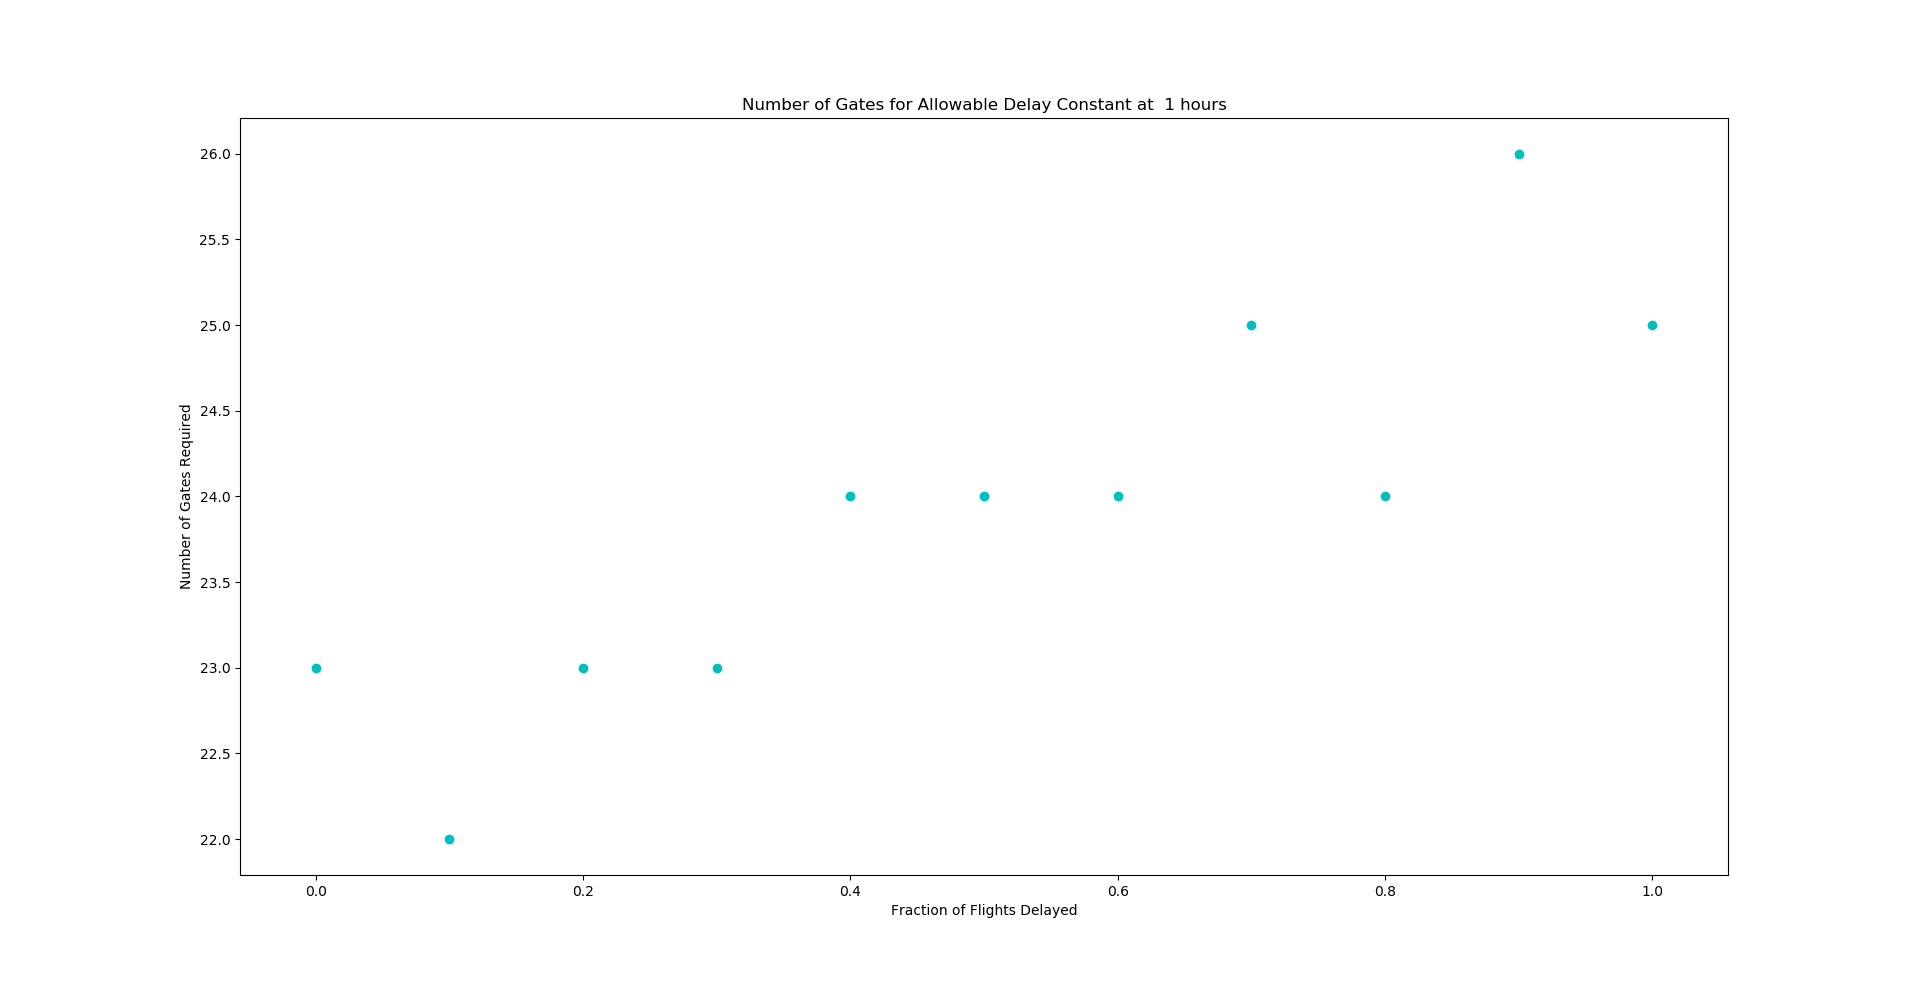 Number of Gates for Allowable Delay Constant at  1 hours
26.0
25.5
25.0
24.5
24.0
23.5
23.0
22.5
22.0
Number of Gates Required
0.0 0.2 0.4 0.6 0.8 1.0
Fraction of Flights Delayed